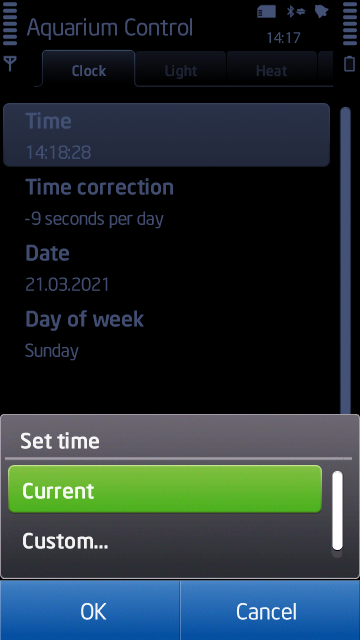 Aquarium Control
14:17
Clock
Light
Heat
Time
14:18:28
Time correction
-9 seconds per day
Date
21.03.2021
Day of week
Sunday
Set time
Current
Custom...
OK
Cancel